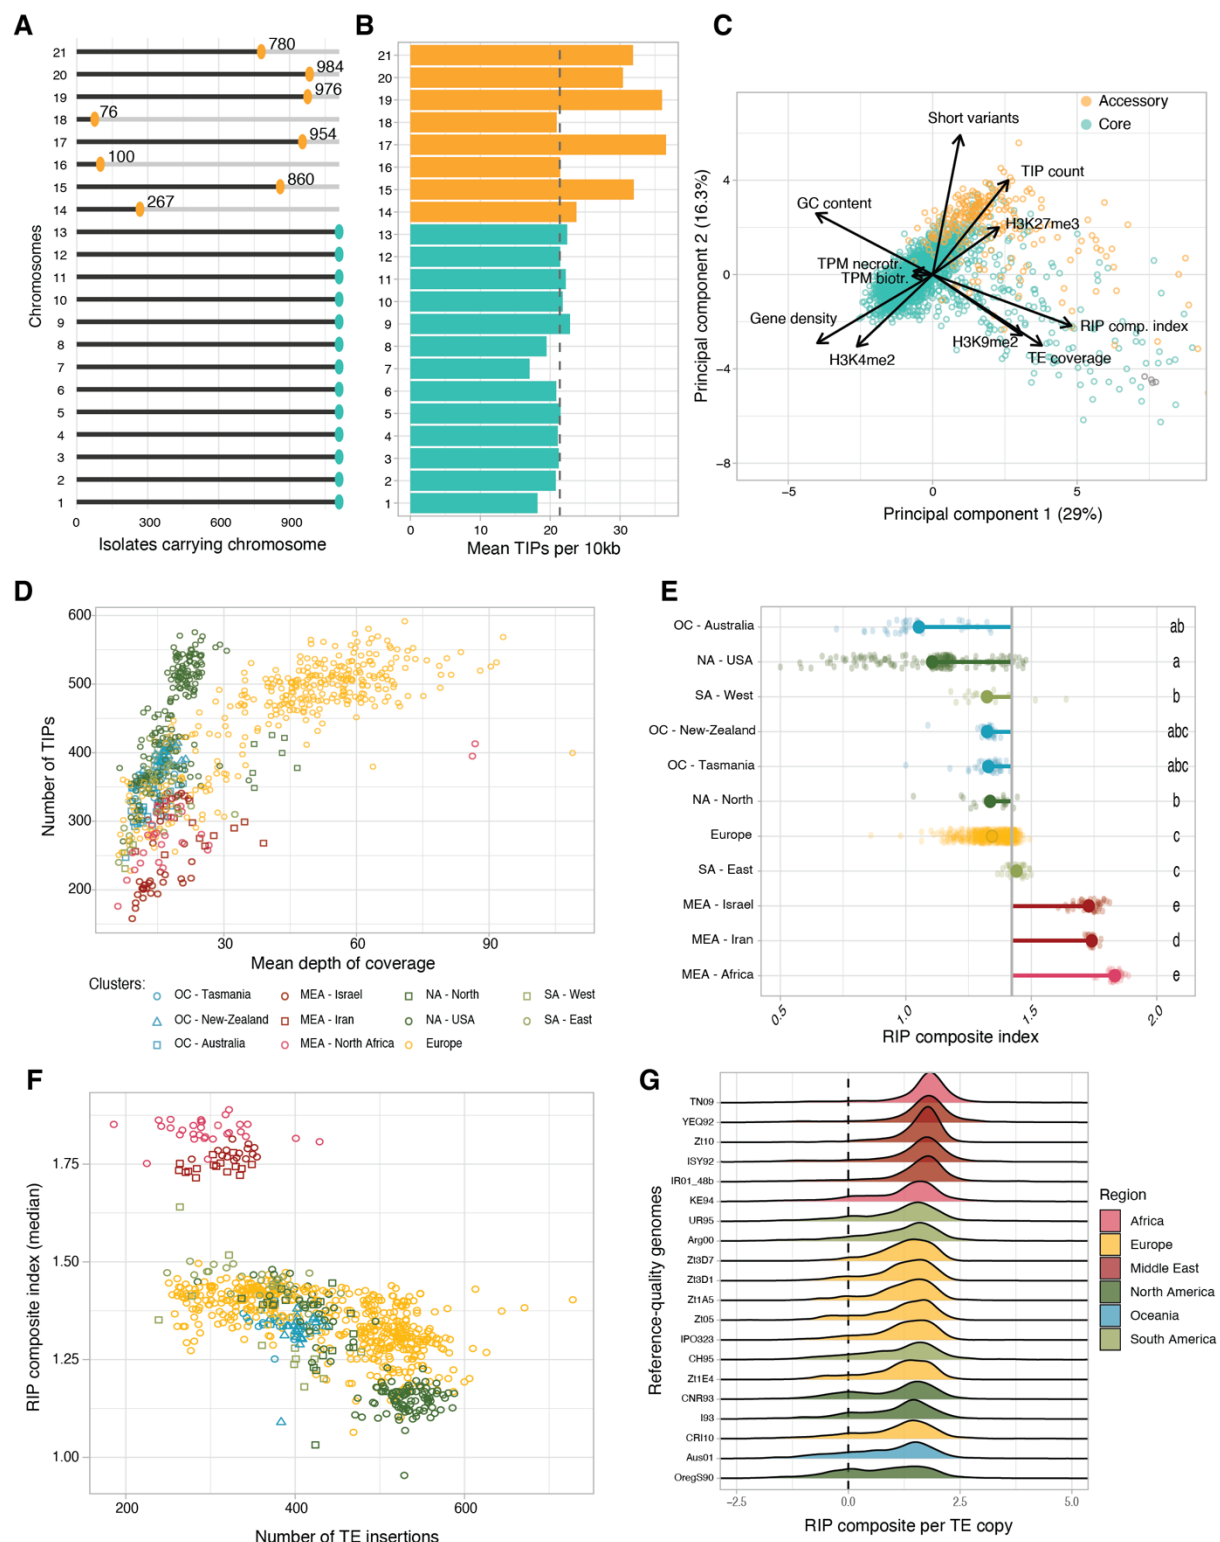 A
21
20
19
18
17
16
15
14
13
12
11
10
9
8
7
6
5
4
3
2
1
780
984
976
76
954
100
860
267
Chromosomes
0 300 600 900
Isolates carrying chromosome
B
21
20
19
18
17
16
15
14
13
12
11
10
9
8
7
6
5
4
3
2
1
0 10 20 30
Mean TIPs per 10kb
C
Accessory
Core
Short variants
TIP count
GC content
H3K27me3
TPM necrotr.
TPM biotr.
Gene density
H3K4me2
H3K9me2
RIP comp. index
TE coverage
4
0
−4
−8
Principal component 2 (16.3%)
−5 0 5
Principal component 1 (29%)
D
600
500
400
300
200
Number of TIPs
30 60 90
Mean depth of coverage
Clusters:
OC - Tasmania MEA - Israel NA - North SA - West
OC - New-Zealand MEA - Iran NA - USA SA - East
OC - Australia MEA - North Africa Europe
E
OC - Australia ab
NA - USA a
SA - West b
OC - New-Zealand abc
OC - Tasmania abc
NA - North b
Europe c
SA - East c
MEA - Israel e
MEA - Iran d
MEA - Africa e
0.5 1.0 1.5 2.0
RIP composite index
F
1.75
1.50
1.25
1.00
RIP composite index (median)
200 400 600
Number of TE insertions
G
TN09
YEQ92
Zt10
ISY92
IR01_48b
KE94
UR95
Arg00
Zt3D7
Zt3D1
Zt1A5
Zt05
IPO323
CH95
Zt1E4
CNR93
I93
CRI10
Aus01
OregS90
Reference-quality genomes
−2.5 0.0 2.5 5.0
RIP composite per TE copy
Region
Africa
Europe
Middle East
North America
Oceania
South America